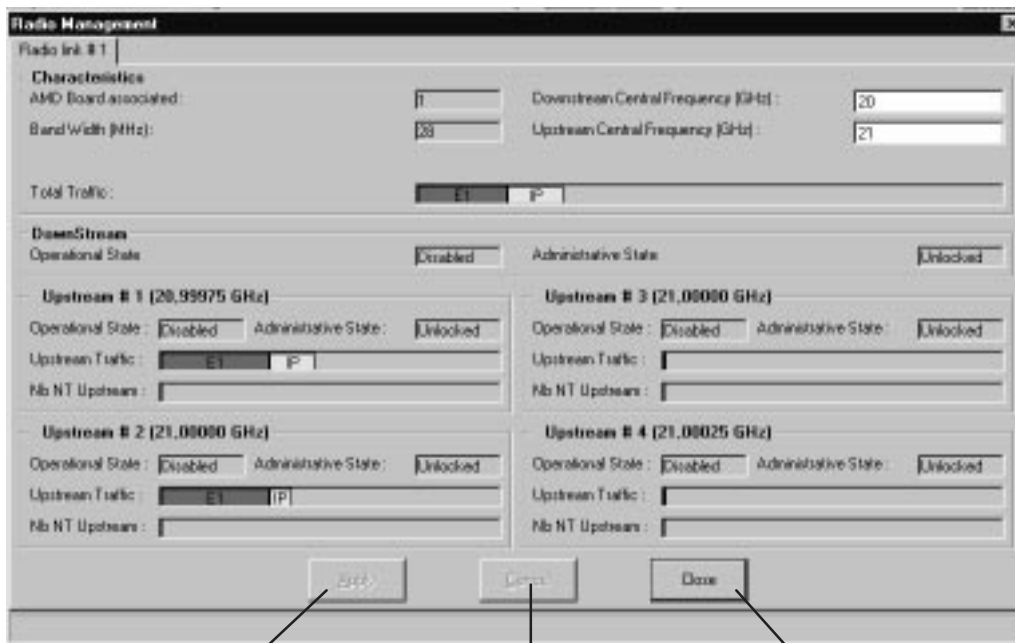 Radio Management
Radio link # 1
Characteristics
AMD Board associated : 1 Downstream Central Frequency (GHz) : 20
Band Width (MHz): 28 Upstream Central Frequency (GHz) : 21
Total Traffic : E1 IP
DownStream
Operational State Disabled Administrative State Unlocked
Upstream # 1 (20,99975 GHz)
Operational State : Disabled Administrative State : Unlocked
Upstream Traffic : E1 IP
Nb NT Upstream :
Upstream # 3 (21,00000 GHz)
Operational State : Disabled Administrative State : Unlocked
Upstream Traffic :
Nb NT Upstream :
Upstream # 2 (21,00000 GHz)
Operational State : Disabled Administrative State : Unlocked
Upstream Traffic : E1 IP
Nb NT Upstream :
Upstream # 4 (21,00025 GHz)
Operational State : Disabled Administrative State : Unlocked
Upstream Traffic :
Nb NT Upstream :
Apply Cancel Close